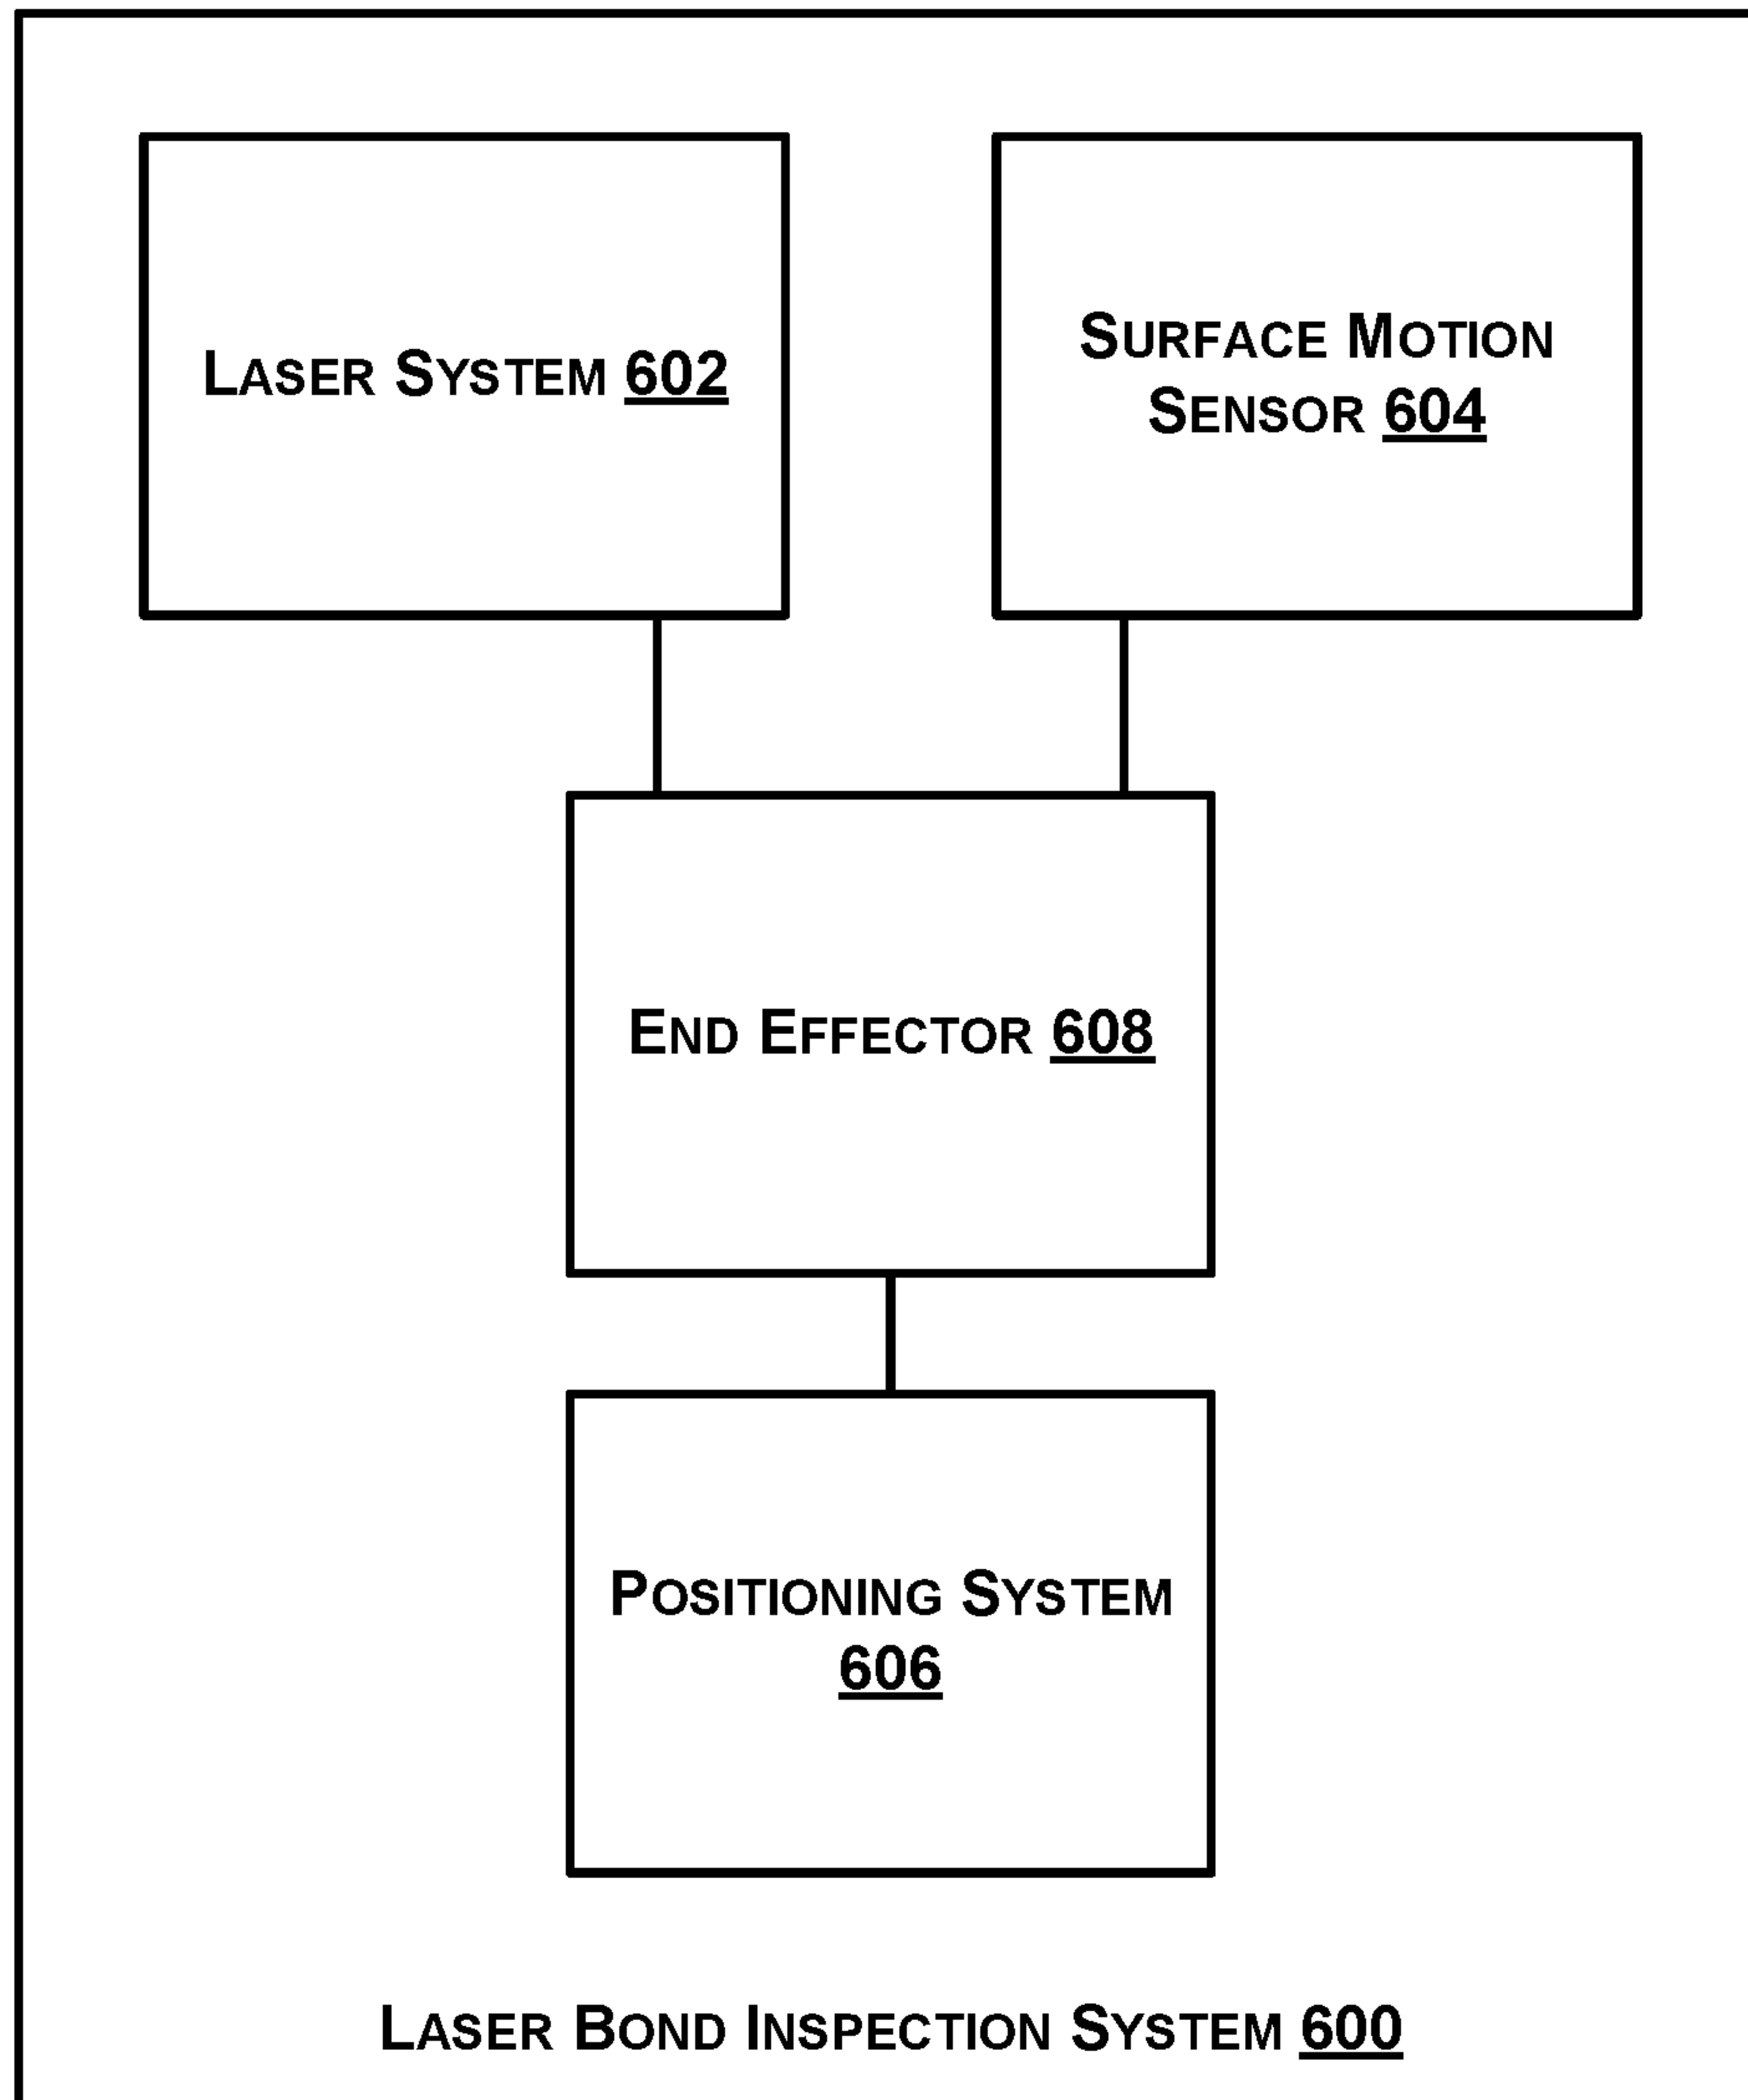 LASER SYSTEM 602
SURFACE MOTION
SENSOR 604
END EFFECTOR 608
POSITIONING SYSTEM
606
LASER BOND INSPECTION SYSTEM 600